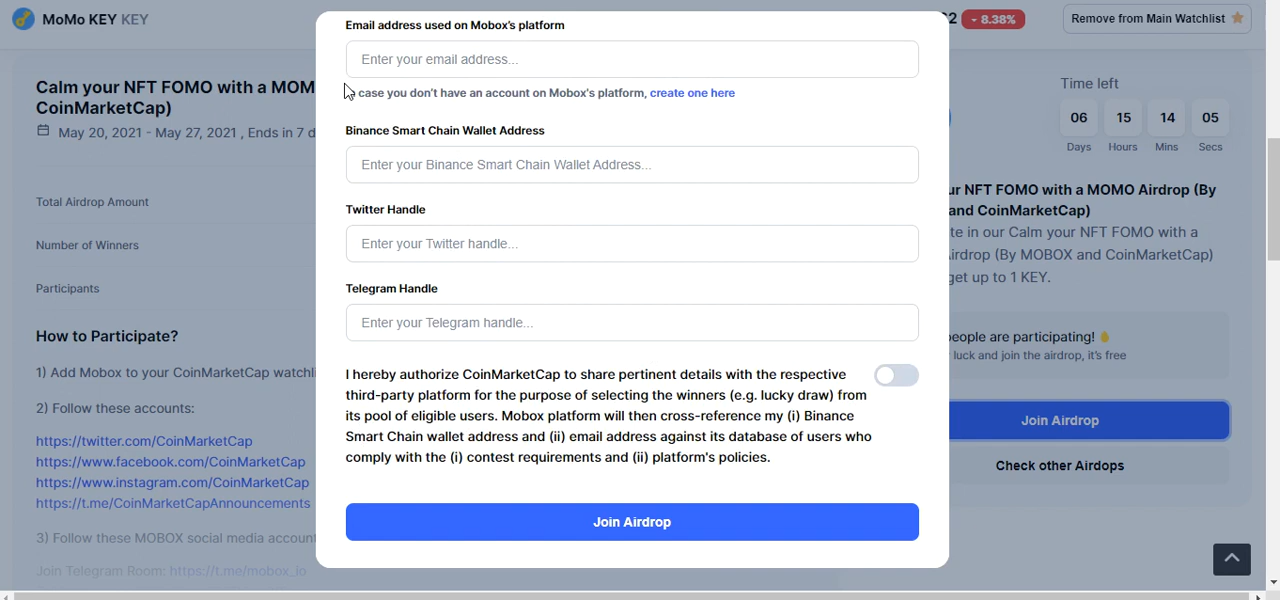 MoMo KEY KEY
8.38%
Remove from Main Watchlist
Calm your NFT FOMO with a MOM
CoinMarketCap)
May 20, 2021 - May 27, 2021 , Ends in 7 d
Total Airdrop Amount
Number of Winners
Participants
How to Participate?
1) Add Mobox to your CoinMarketCap watchl
2) Follow these accounts:
https://twitter.com/CoinMarketCap
https://www.facebook.com/CoinMarketCap
https://www.instagram.com/CoinMarketCap
https://t.me/CoinMarketCapAnnouncements
3) Follow these MOBOX social media account
Join Telegram Room: https://t.me/mobox_io
Email address used on Mobox's platform
Enter your email address...
case you don't have an account on Mobox's platform, create one here
Binance Smart Chain Wallet Address
Enter your Binance Smart Chain Wallet Address...
Twitter Handle
Enter your Twitter handle...
Telegram Handle
Enter your Telegram handle...
I hereby authorize CoinMarketCap to share pertinent details with the respective
third-party platform for the purpose of selecting the winners (e.g. lucky draw) from
its pool of eligible users. Mobox platform will then cross-reference my (i) Binance
Smart Chain wallet address and (ii) email address against its database of users who
comply with the (i) contest requirements and (ii) platform's policies.
Join Airdrop
Time left
06 15 14 05
Days Hours Mins Secs
ur NFT FOMO with a MOMO Airdrop (By
and CoinMarketCap)
te in our Calm your NFT FOMO with a
Airdrop (By MOBOX and CoinMarketCap)
get up to 1 KEY.
people are participating!
luck and join the airdrop, it's free
Join Airdrop
Check other Airdops